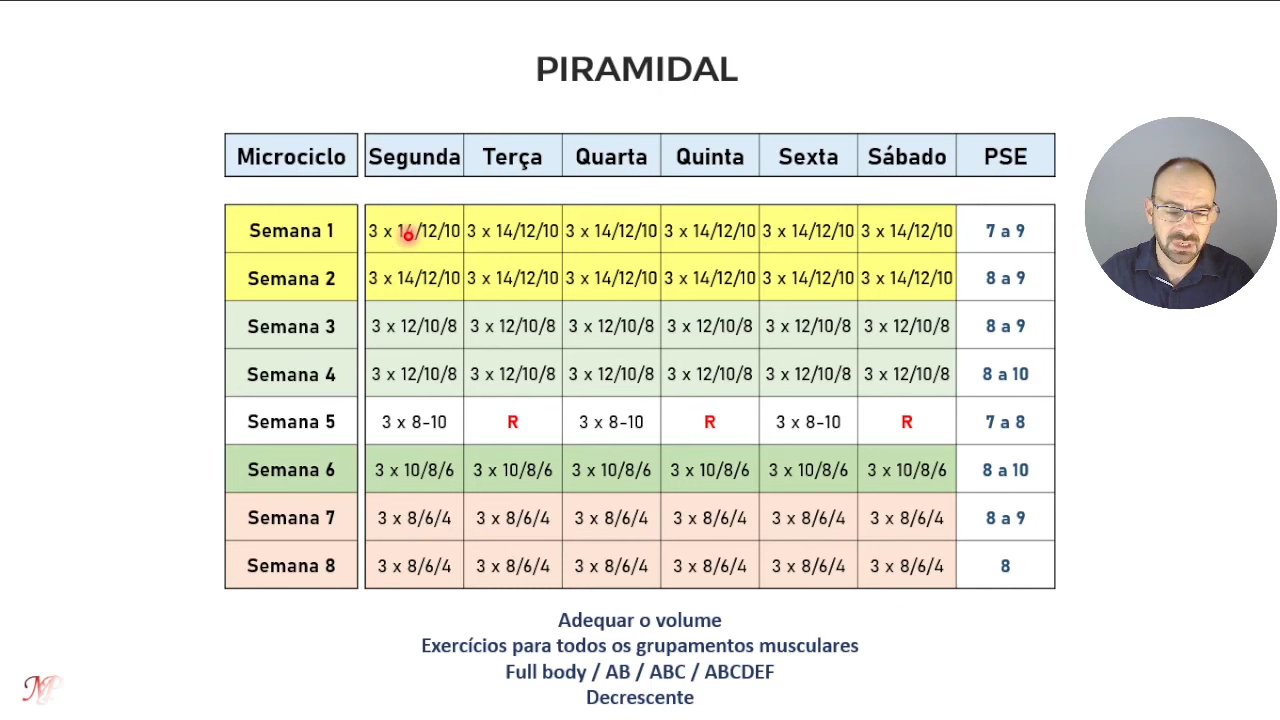 PIRAMIDAL
Microciclo Segunda Terça Quarta Quinta Sexta Sábado PSE
Semana 1 3 x 14/12/10 3 x 14/12/10 3 x 14/12/10 3 x 14/12/10 3 x 14/12/10 3 x 14/12/10 7 a 9
Semana 2 3 x 14/12/10 3 x 14/12/10 3 x 14/12/10 3 x 14/12/10 3 x 14/12/10 3 x 14/12/10 8 a 9
Semana 3 3 x 12/10/8 3 x 12/10/8 3 x 12/10/8 3 x 12/10/8 3 x 12/10/8 3 x 12/10/8 8 a 9
Semana 4 3 x 12/10/8 3 x 12/10/8 3 x 12/10/8 3 x 12/10/8 3 x 12/10/8 3 x 12/10/8 8 a 10
Semana 5 3 x 8-10 R 3 x 8-10 R 3 x 8-10 R 7 a 8
Semana 6 3 x 10/8/6 3 x 10/8/6 3 x 10/8/6 3 x 10/8/6 3 x 10/8/6 3 x 10/8/6 8 a 10
Semana 7 3 x 8/6/4 3 x 8/6/4 3 x 8/6/4 3 x 8/6/4 3 x 8/6/4 3 x 8/6/4 8 a 9
Semana 8 3 x 8/6/4 3 x 8/6/4 3 x 8/6/4 3 x 8/6/4 3 x 8/6/4 3 x 8/6/4 8
Adequar o volume
Exercícios para todos os grupamentos musculares
Full body / AB / ABC / ABCDEF
Decrescente
MP